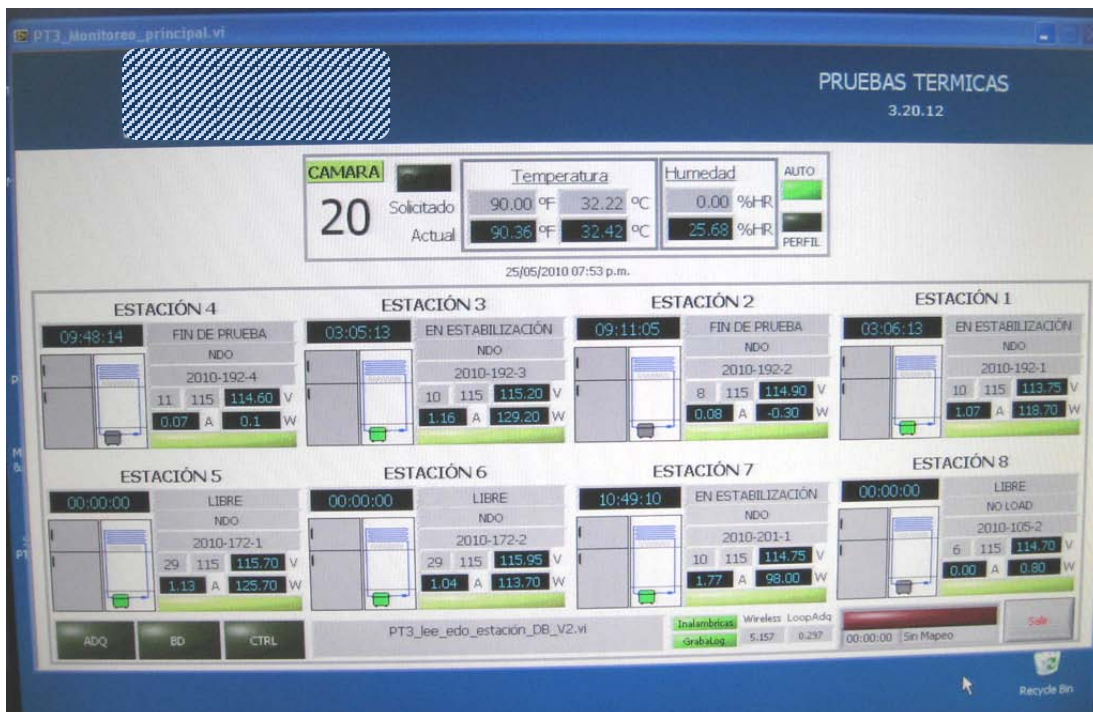 PT3_Monitoreo_principal.vi
PRUEBAS TERMICAS
3.20.12
CAMARA
20
Solicitado
Actual
Temperatura
90.00 ºF 32.22 ºC
90.36 ºF 32.42 ºC
Humedad
0.00 %HR
25.68 %HR
AUTO
PERFIL
25/05/2010 07:53 p.m.
ESTACIÓN 4
09:48:14
FIN DE PRUEBA
NDO
2010-192-4
11 115 114.60 V
0.07 A 0.1 W
ESTACIÓN 3
03:05:13
EN ESTABILIZACIÓN
NDO
2010-192-3
10 115 115.20 V
1.16 A 129.20 W
ESTACIÓN 2
09:11:05
FIN DE PRUEBA
NDO
2010-192-2
8 115 114.90 V
0.08 A -0.30 W
ESTACIÓN 1
03:06:13
EN ESTABILIZACIÓN
NDO
2010-192-1
10 115 113.75 V
1.07 A 118.70 W
ESTACIÓN 5
00:00:00
LIBRE
NDO
2010-172-1
29 115 115.70 V
1.13 A 125.70 W
ESTACIÓN 6
00:00:00
LIBRE
NDO
2010-172-2
29 115 115.95 V
1.04 A 113.70 W
ESTACIÓN 7
10:49:10
EN ESTABILIZACIÓN
NDO
2010-201-1
10 115 114.75 V
1.77 A 98.00 W
ESTACIÓN 8
00:00:00
LIBRE
NO LOAD
2010-105-2
6 115 114.70 V
0.00 A 0.80 W
ADQ BD CTRL
PT3_lee_edo_estación_DB_V2.vi
Inalambricas Wireless LoopAdq
GrabaLog 5.157 0.297
00:00:00 Sin Mapeo
Salir
Recycle Bin